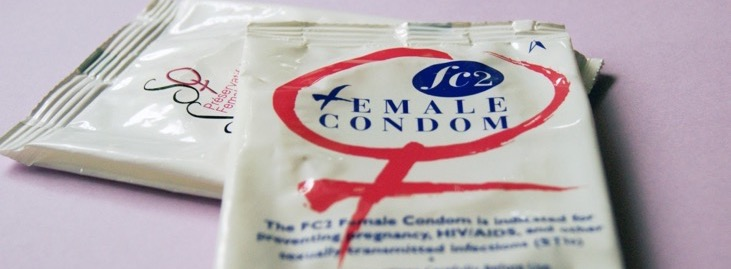 Préservatif
fc2
FEMALE
CONDOM
The FC2 Female Condom is indicated for
preventing pregnancy, HIV/AIDS, and other
sexually transmitted infections (STIs)